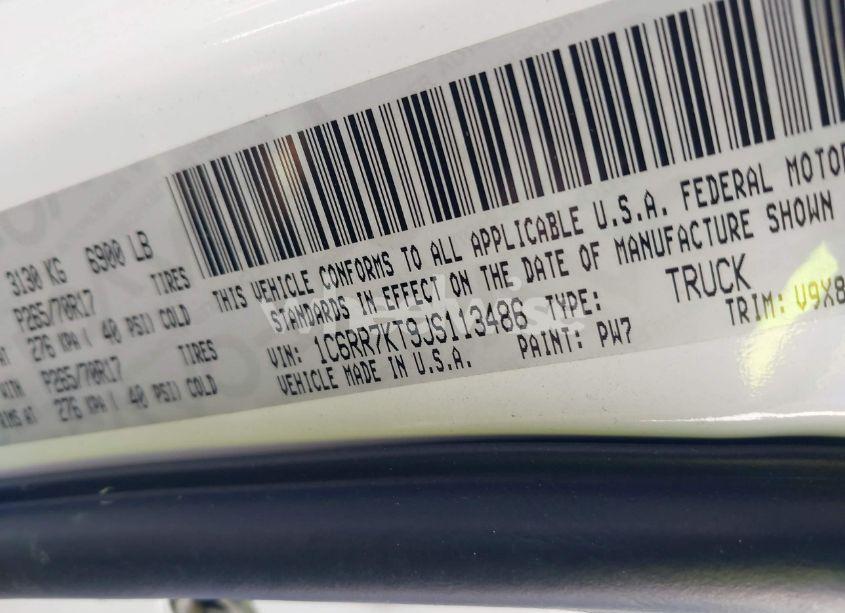 3130 KG 6900 LB
P265/70R17 TIRES
AT 276 KPA( 40 PSI) COLD
P265/70R17 TIRES
AT 276 KPA( 40 PSI) COLD
THIS VEHICLE CONFORMS TO ALL APPLICABLE U.S.A. FEDERAL MOTOR
STANDARDS IN EFFECT ON THE DATE OF MANUFACTURE SHOWN
VIN: 1C6RR7KT9JS113486 TYPE: TRUCK
VEHICLE MADE IN U.S.A. PAINT: PW7 TRIM: V9X8